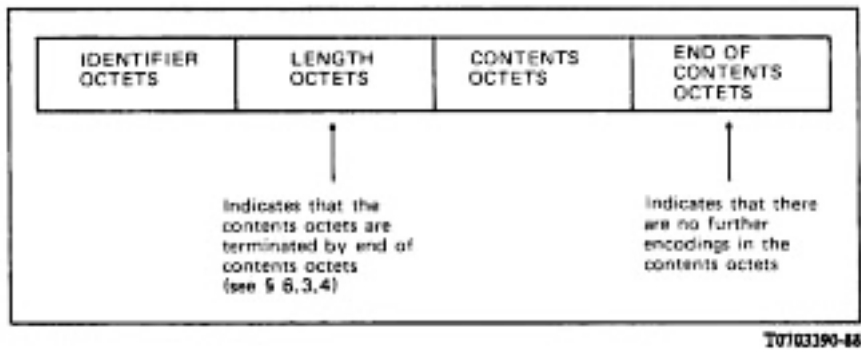 IDENTIFIER
OCTETS
LENGTH
OCTETS
CONTENTS
OCTETS
END OF
CONTENTS
OCTETS
Indicates that the
contents octets are
terminated by end of
contents octets
(see § 6.3.4)
Indicates that there
are no further
encodings in the
contents octets
T0703390-88